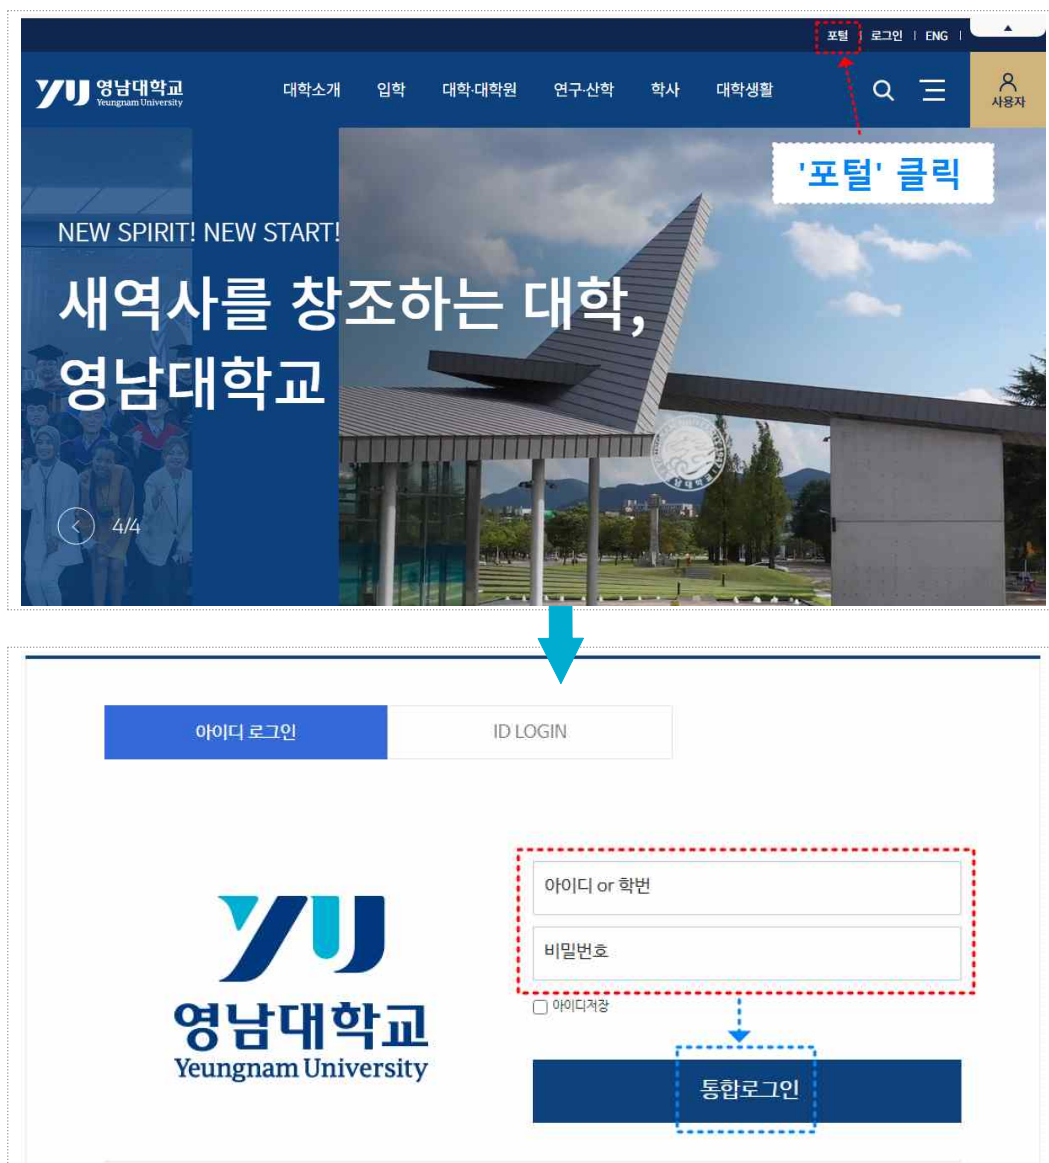 포털 | 로그인 | ENG |
YU 영남대학교
Yeungnam University
대학소개 입학 대학·대학원 연구·산학 학사 대학생활
사용자
'포털' 클릭
NEW SPIRIT! NEW START!
새역사를 창조하는 대학,
영남대학교
4/4
아이디 로그인
ID LOGIN
아이디 or 학번
비밀번호
아이디저장
YU
영남대학교
Yeungnam University
통합로그인